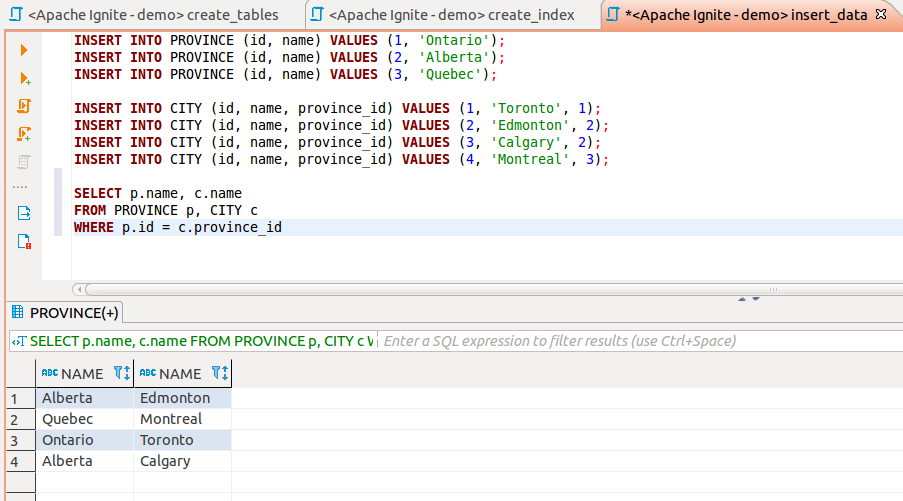 <Apache Ignite - demo> create_tables
<Apache Ignite - demo> create_index
*<Apache Ignite - demo> insert_data
INSERT INTO PROVINCE (id, name) VALUES (1, 'Ontario');
INSERT INTO PROVINCE (id, name) VALUES (2, 'Alberta');
INSERT INTO PROVINCE (id, name) VALUES (3, 'Quebec');
INSERT INTO CITY (id, name, province_id) VALUES (1, 'Toronto', 1);
INSERT INTO CITY (id, name, province_id) VALUES (2, 'Edmonton', 2);
INSERT INTO CITY (id, name, province_id) VALUES (3, 'Calgary', 2);
INSERT INTO CITY (id, name, province_id) VALUES (4, 'Montreal', 3);
SELECT p.name, c.name
FROM PROVINCE p, CITY c
WHERE p.id = c.province_id
PROVINCE(+)
SELECT p.name, c.name FROM PROVINCE p, CITY c W Enter a SQL expression to filter results (use Ctrl+Space)
ABC NAME ABC NAME
1 Alberta Edmonton
2 Quebec Montreal
3 Ontario Toronto
4 Alberta Calgary